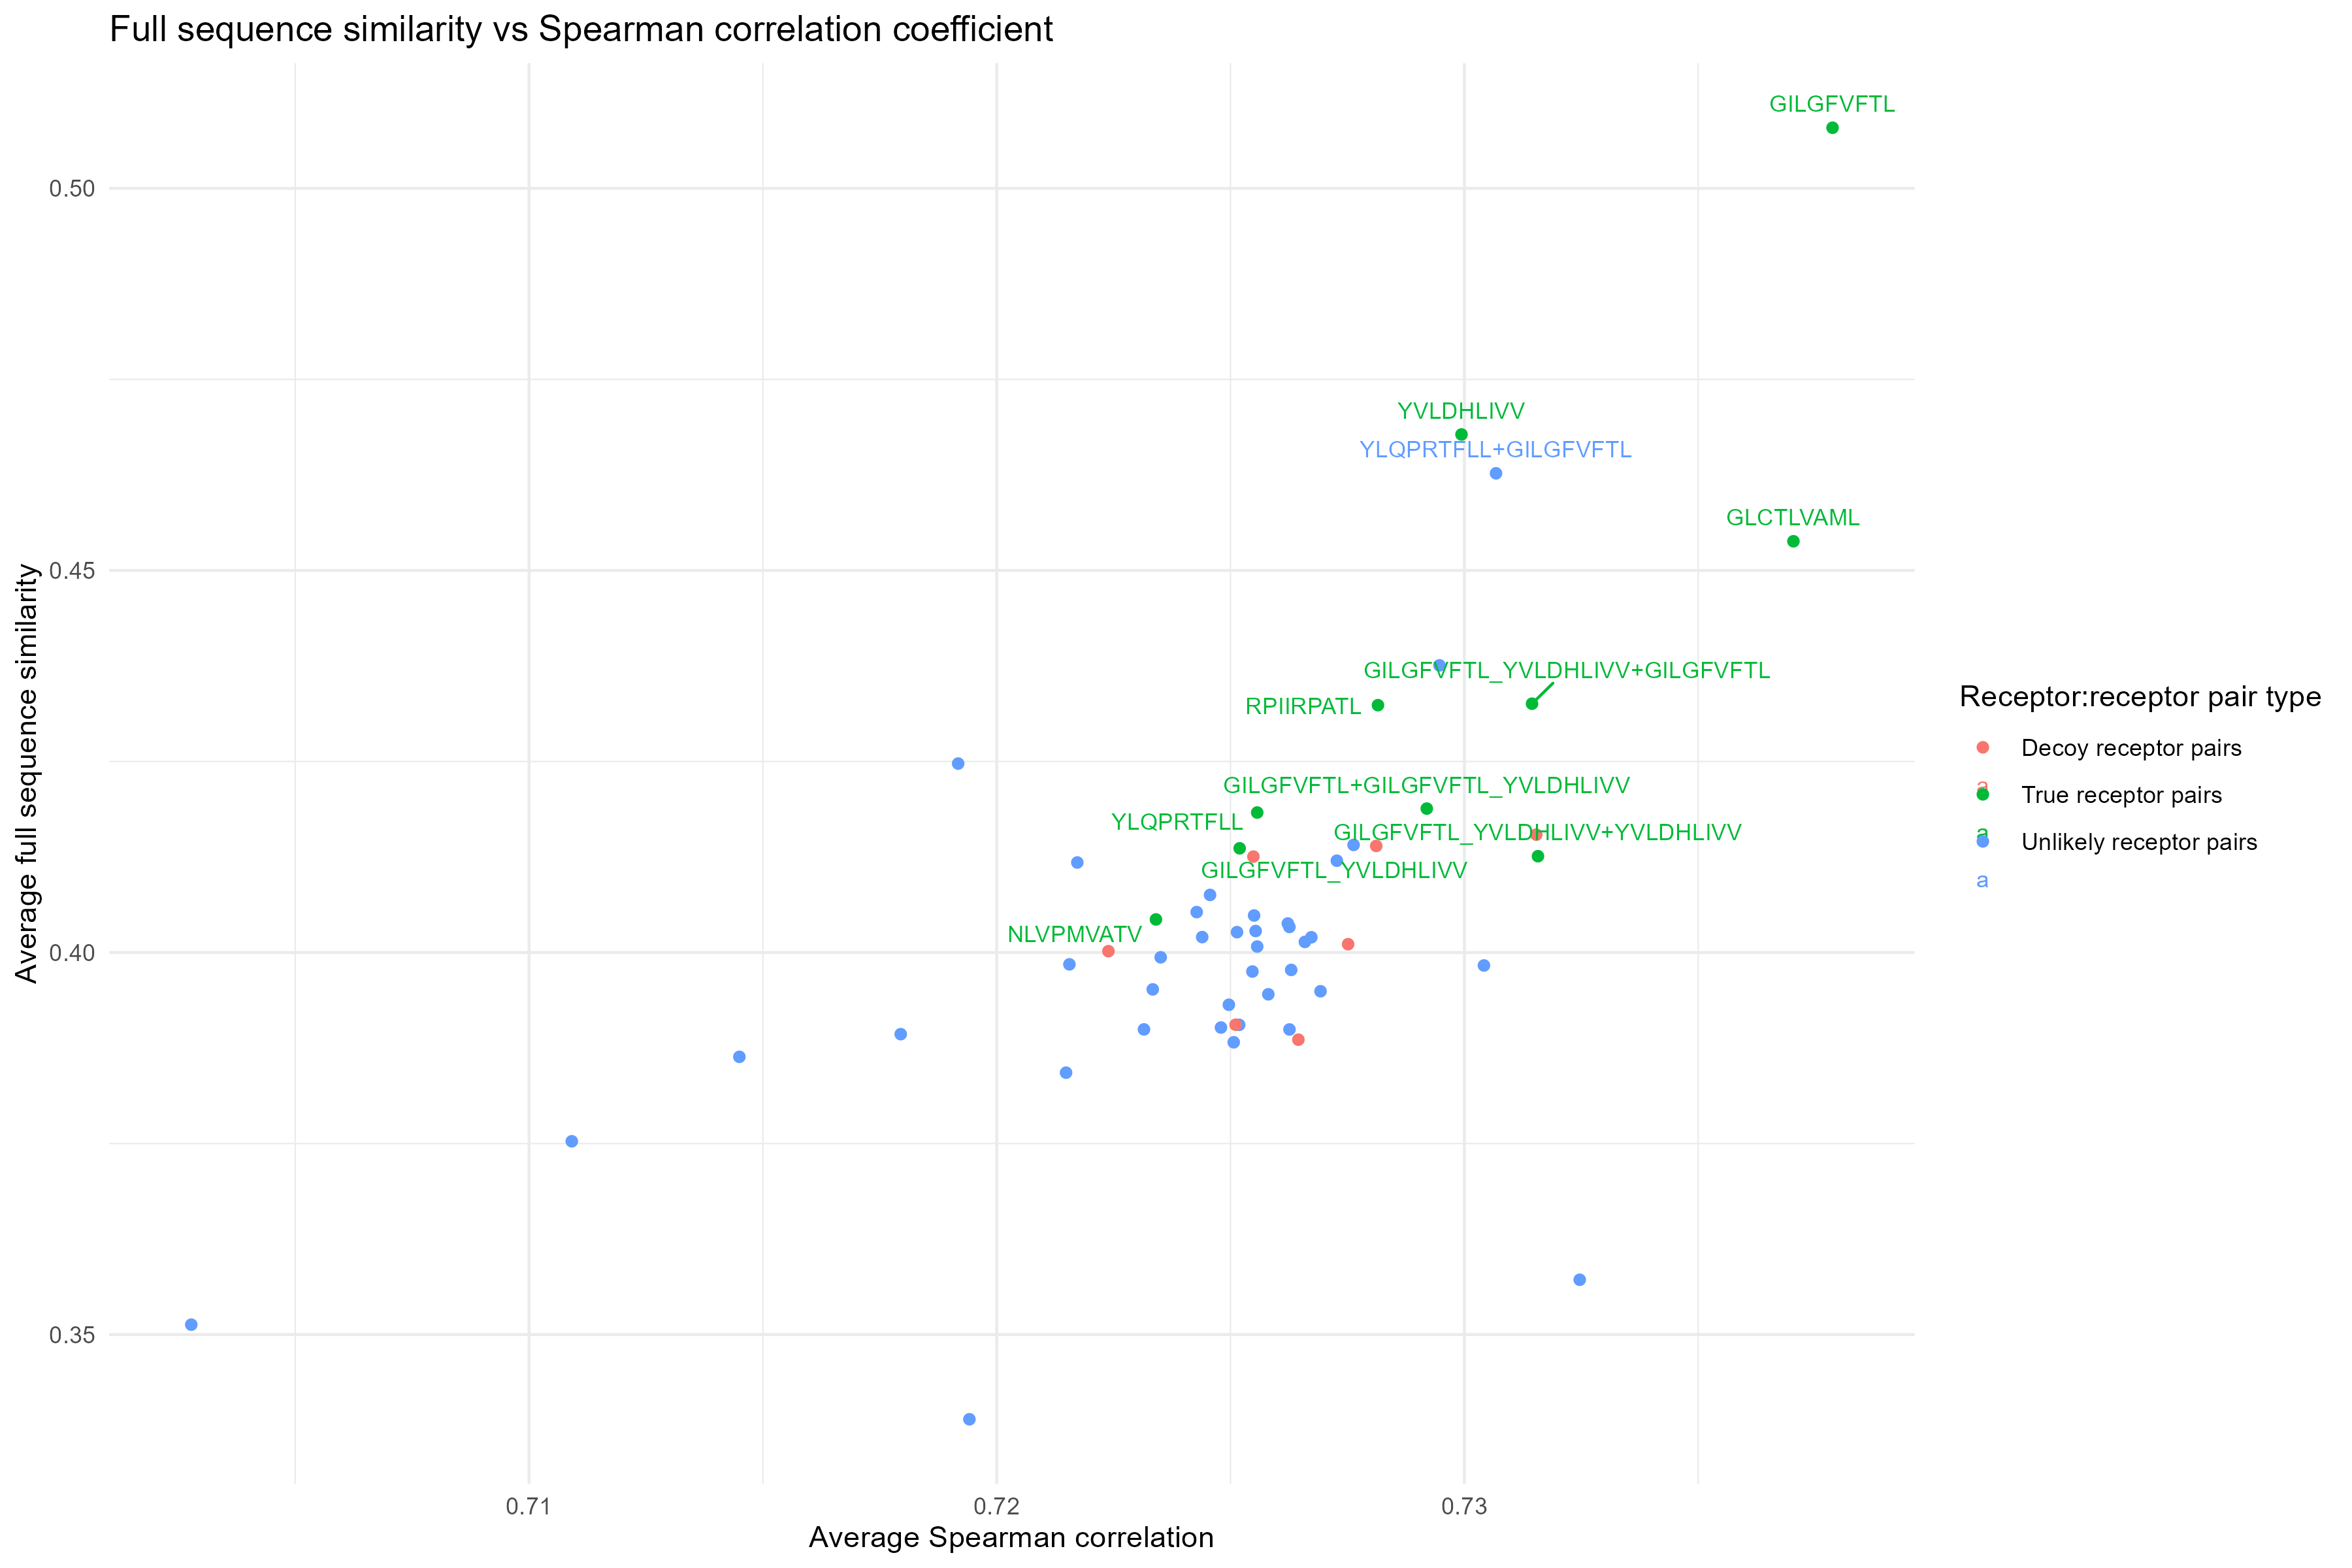 Full sequence similarity vs Spearman correlation coefficient
GILGFVFTL
0.50
YVLDHLIVV
YLQPRTFLL+GILGFVFTL
GLCTLVAML
0.45
Average full sequence similarity
GILGFVFTL_YVLDHLIVV+GILGFVFTL
RPIIRPATL
GILGFVFTL+GILGFVFTL_YVLDHLIVV
YLQPRTFLL
GILGFVFTL_YVLDHLIVV+YVLDHLIVV
GILGFVFTL_YVLDHLIVV
NLVPMVATV
0.40
0.35
0.71
0.72
0.73
Average Spearman correlation
Receptor:receptor pair type
Decoy receptor pairs
a
True receptor pairs
a
Unlikely receptor pairs
a